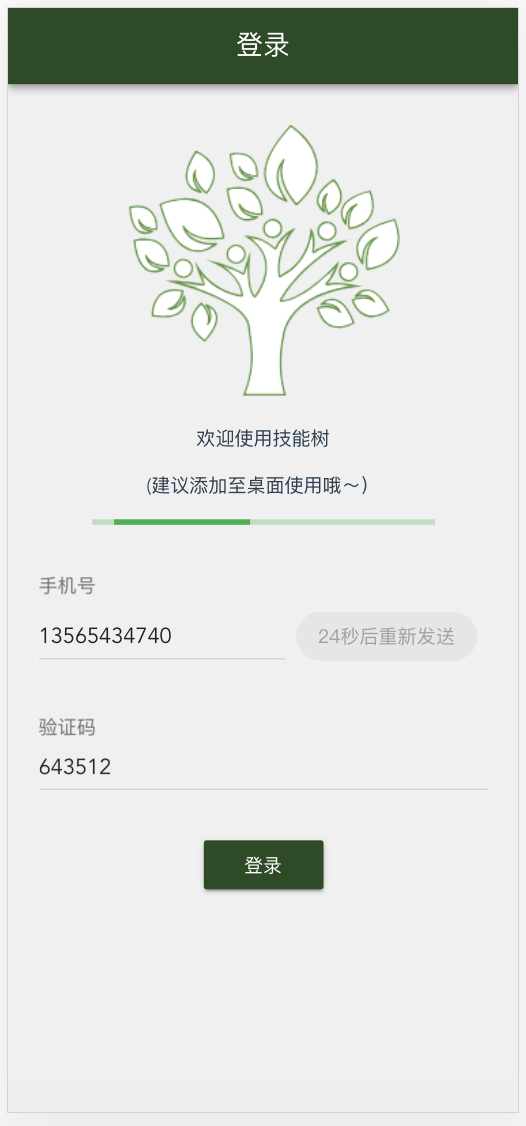 登录
欢迎使用技能树
(建议添加至桌面使用哦～)
手机号
13565434740
24秒后重新发送
验证码
643512
登录